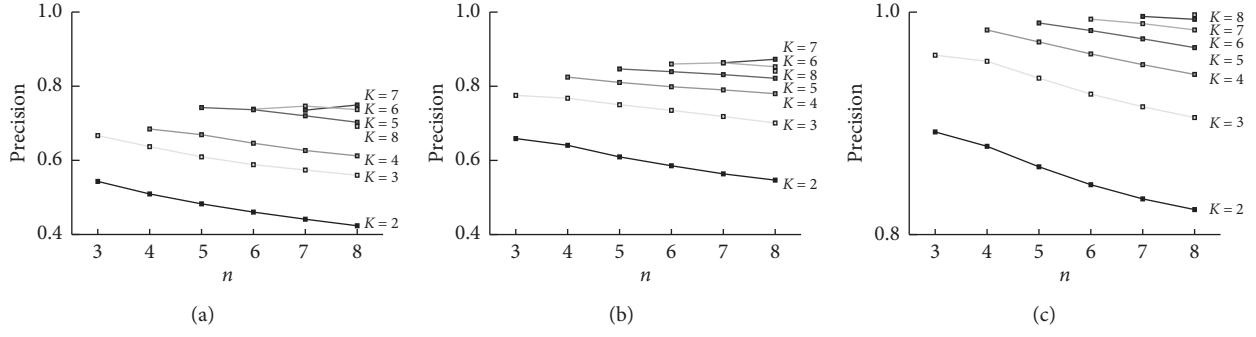 Precision
1.0
0.8
0.6
0.4
3 4 5 6 7 8
n
K = 7
K = 6
K = 5
K = 8
K = 4
K = 3
K = 2
(a)
Precision
1.0
0.8
0.6
0.4
3 4 5 6 7 8
n
K = 7
K = 6
K = 8
K = 5
K = 4
K = 3
K = 2
(b)
Precision
1.0
0.8
3 4 5 6 7 8
n
K = 8
K = 7
K = 6
K = 5
K = 4
K = 3
K = 2
(c)